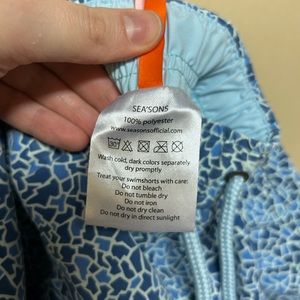 SEA'SONS
100% polyester
www.seasonsofficial.com
30°
Wash cold, dark colors separately
dry promptly
Treat your swimshorts with care:
Do not bleach
Do not tumble dry
Do not iron
Do not dry clean
Do not dry in direct sunlight